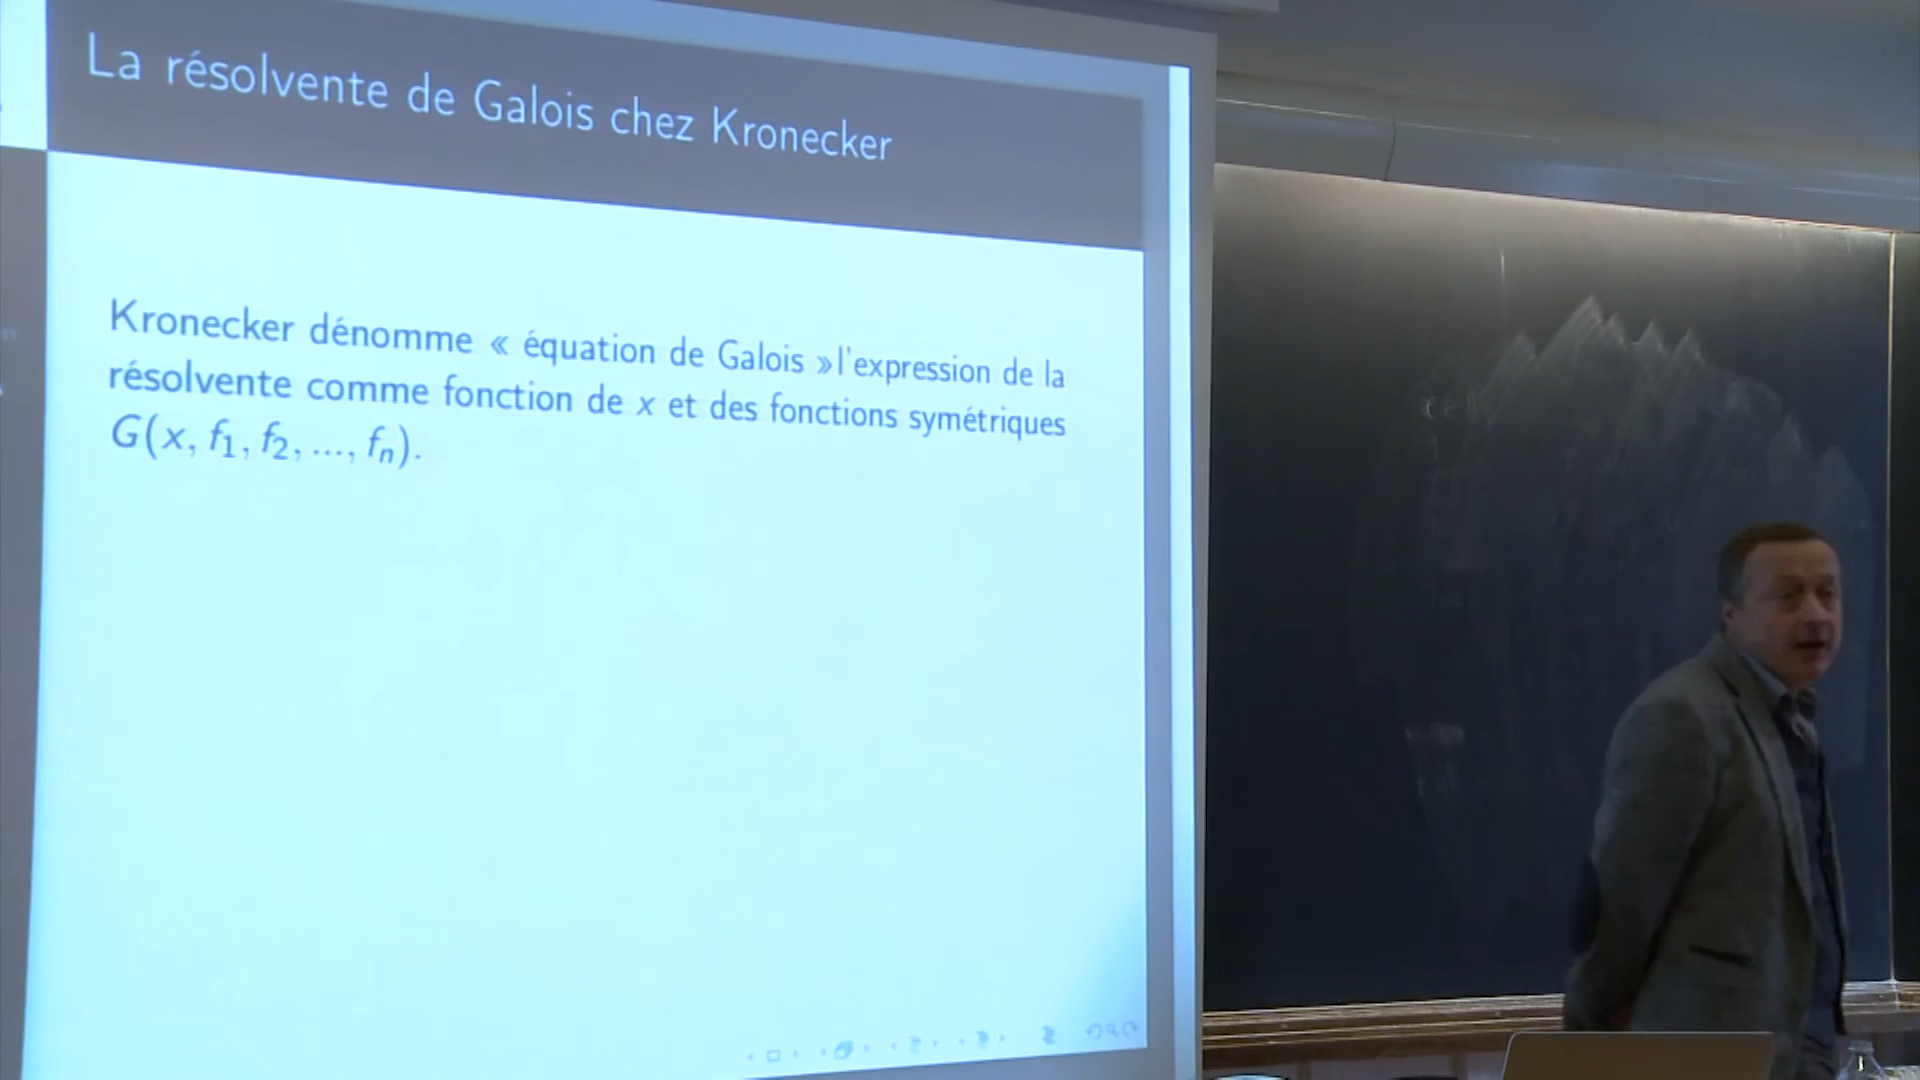 La résolvente de Galois chez Kronecker
Kronecker dénomme « équation de Galois »l'expression de la
résolvente comme fonction de x et des fonctions symétriques
G(x, f₁, f₂, ..., fₙ).